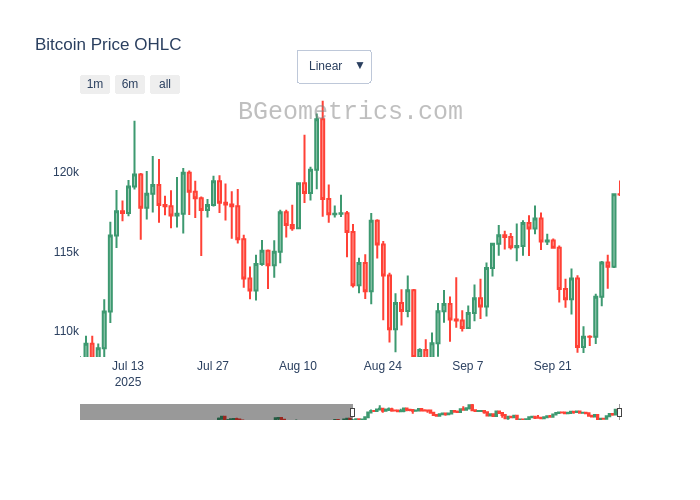 Bitcoin Price OHLC
Linear ▼
1m 6m all
BGeometrics.com
120k
115k
110k
Jul 13 Jul 27 Aug 10 Aug 24 Sep 7 Sep 21
2025